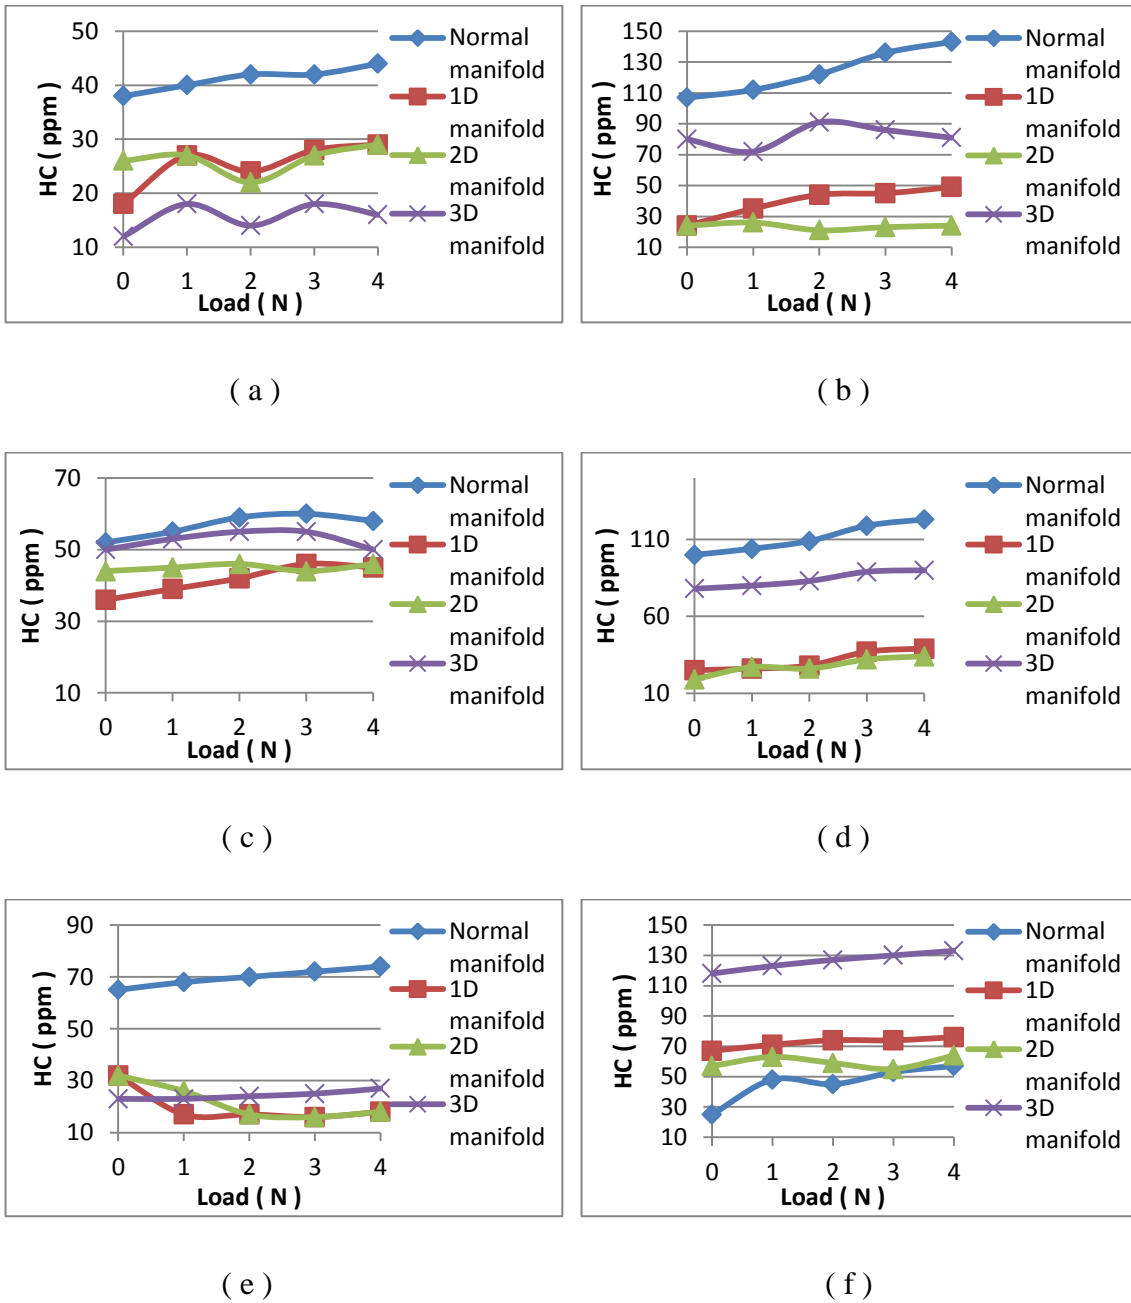 50
40
30
20
10
HC ( ppm )
0 1 2 3 4
Load ( N )
Normal
manifold
1D
manifold
2D
manifold
3D
manifold
150
130
110
90
70
50
30
10
HC ( ppm )
0 1 2 3 4
Load ( N )
Normal
manifold
1D
manifold
2D
manifold
3D
manifold
( a )
( b )
70
50
30
10
HC ( ppm )
0 1 2 3 4
Load ( N )
Normal
manifold
1D
manifold
2D
manifold
3D
manifold
110
60
10
HC ( ppm )
0 1 2 3 4
Load ( N )
Normal
manifold
1D
manifold
2D
manifold
3D
manifold
( c )
( d )
90
70
50
30
10
HC ( ppm )
0 1 2 3 4
Load ( N )
Normal
manifold
1D
manifold
2D
manifold
3D
manifold
150
130
110
90
70
50
30
10
HC ( ppm )
0 1 2 3 4
Load ( N )
Normal
manifold
1D
manifold
2D
manifold
3D
manifold
( e )
( f )